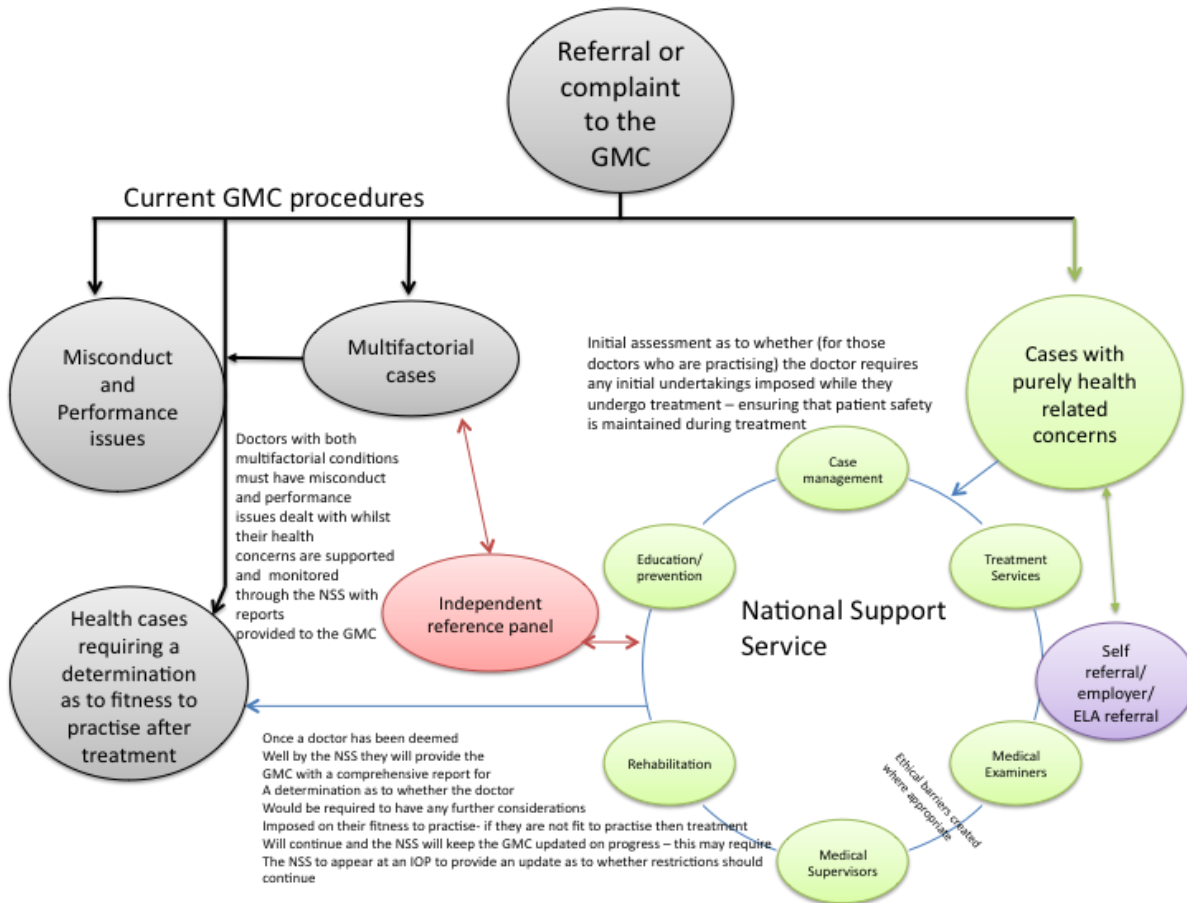 Referral or
complaint
to the
GMC
Current GMC procedures
Misconduct
and
Performance
issues
Multifactorial
cases
Initial assessment as to whether (for those
doctors who are practising) the doctor requires
any initial undertakings imposed while they
undergo treatment – ensuring that patient safety
is maintained during treatment
Cases with
purely health
related
concerns
Doctors with both
multifactorial conditions
must have misconduct
and performance
issues dealt with whilst
their health
concerns are supported
and monitored
through the NSS with
reports
provided to the GMC
Case
management
Education/
prevention
Treatment
Services
Independent
reference panel
National Support
Service
Self
referral/
employer/
ELA referral
Health cases
requiring a
determination
as to fitness to
practise after
treatment
Once a doctor has been deemed
Well by the NSS they will provide the
GMC with a comprehensive report for
A determination as to whether the doctor
Would be required to have any further considerations
Imposed on their fitness to practise- if they are not fit to practise then treatment
Will continue and the NSS will keep the GMC updated on progress – this may require
The NSS to appear at an IOP to provide an update as to whether restrictions should
continue
Rehabilitation
Medical
Examiners
Ethical barriers created
where appropriate
Medical
Supervisors